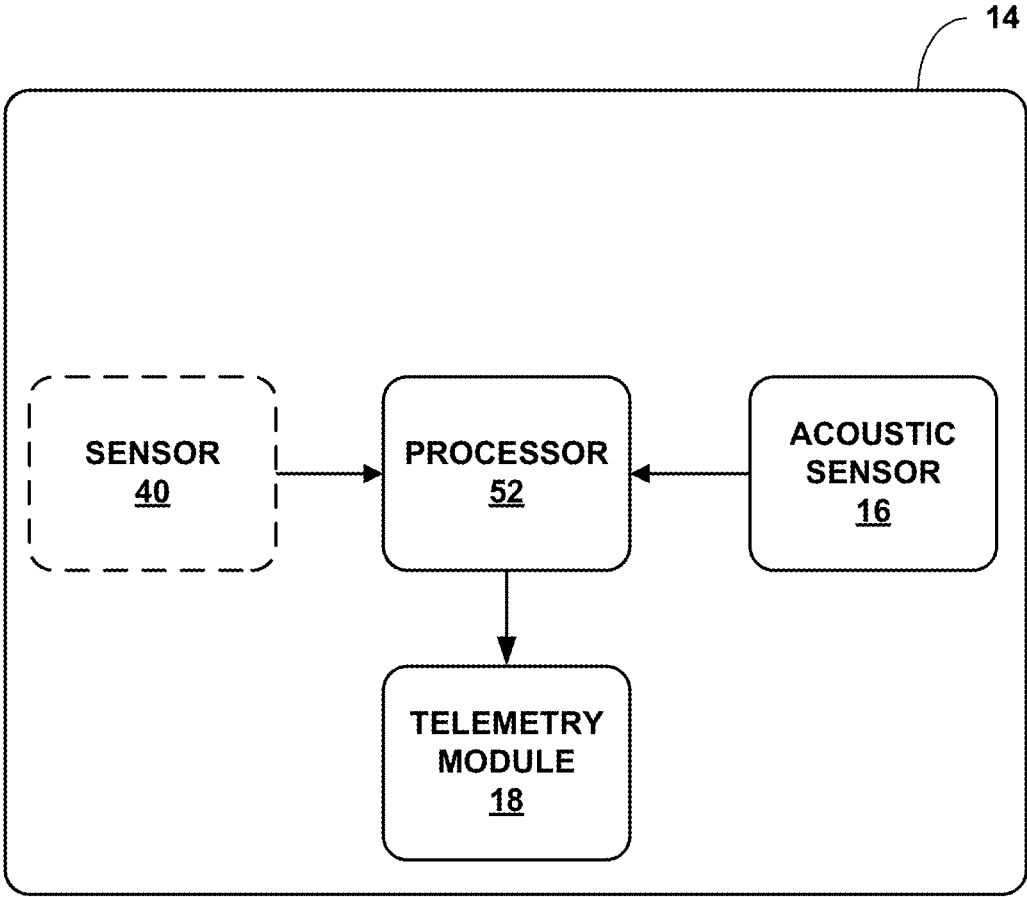 14
SENSOR
40
PROCESSOR
52
ACOUSTIC
SENSOR
16
TELEMETRY
MODULE
18